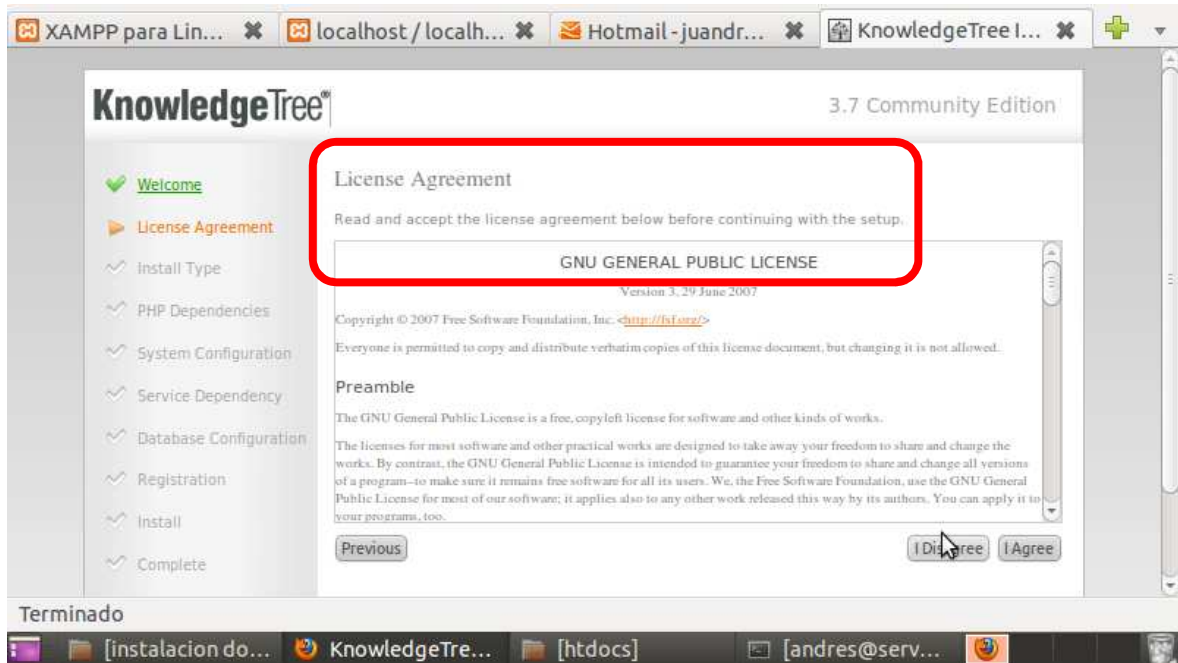 XAMPP para Lin...
localhost / localh...
Hotmail - juandr...
KnowledgeTree I...
KnowledgeTree®
3.7 Community Edition
Welcome
License Agreement
Install Type
PHP Dependencies
System Configuration
Service Dependency
Database Configuration
Registration
Install
Complete
License Agreement
Read and accept the license agreement below before continuing with the setup.
GNU GENERAL PUBLIC LICENSE
Version 3, 29 June 2007
Copyright © 2007 Free Software Foundation, Inc. <http://fsf.org/>
Everyone is permitted to copy and distribute verbatim copies of this license document, but changing it is not allowed.
Preamble
The GNU General Public License is a free, copyleft license for software and other kinds of works.
The licenses for most software and other practical works are designed to take away your freedom to share and change the
works. By contrast, the GNU General Public License is intended to guarantee your freedom to share and change all versions
of a program--to make sure it remains free software for all its users. We, the Free Software Foundation, use the GNU General
Public License for most of our software; it applies also to any other work released this way by its authors. You can apply it to
your programs, too.
Previous
I Disagree
I Agree
Terminado
[instalacion do...
KnowledgeTre...
[htdocs]
[andres@serv...